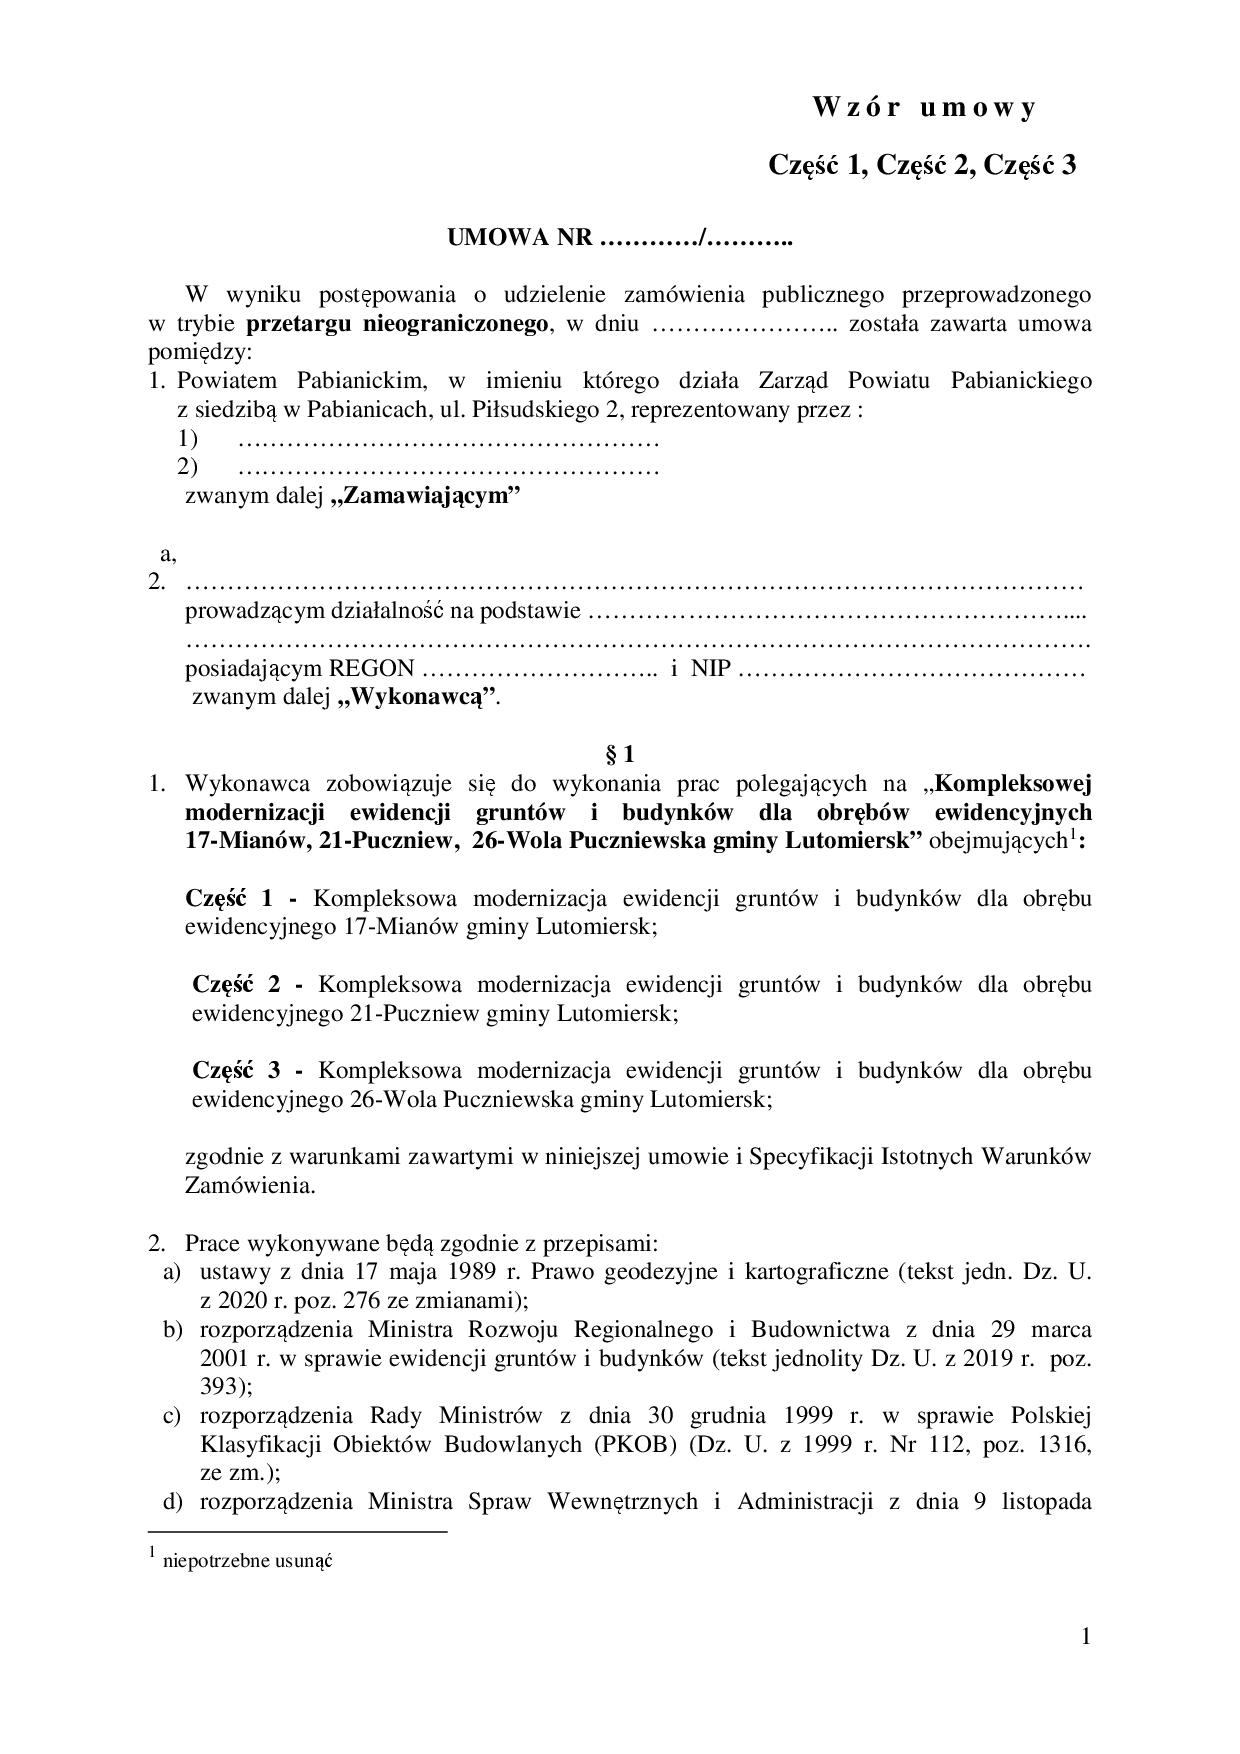 Wzór umowy
Część 1, Część 2, Część 3
UMOWA NR …………/………..
W wyniku postępowania o udzielenie zamówienia publicznego przeprowadzonego
w trybie przetargu nieograniczonego, w dniu ………………….. została zawarta umowa
pomiędzy:
1. Powiatem Pabianickim, w imieniu którego działa Zarząd Powiatu Pabianickiego
z siedzibą w Pabianicach, ul. Piłsudskiego 2, reprezentowany przez :
1) ……………………………………………
2) ……………………………………………
zwanym dalej „Zamawiającym”
a,
2. ………………………………………………………………………………………………
prowadzącym działalność na podstawie …………………………………………………....
………………………………………………………………………………………………
posiadającym REGON ……………………….. i NIP ……………………………………
zwanym dalej „Wykonawcą”.
§ 1
1. Wykonawca zobowiązuje się do wykonania prac polegających na „Kompleksowej
modernizacji ewidencji gruntów i budynków dla obrębów ewidencyjnych
17-Mianów, 21-Puczniew, 26-Wola Puczniewska gminy Lutomiersk” obejmujących1:
Część 1 - Kompleksowa modernizacja ewidencji gruntów i budynków dla obrębu
ewidencyjnego 17-Mianów gminy Lutomiersk;
Część 2 - Kompleksowa modernizacja ewidencji gruntów i budynków dla obrębu
ewidencyjnego 21-Puczniew gminy Lutomiersk;
Część 3 - Kompleksowa modernizacja ewidencji gruntów i budynków dla obrębu
ewidencyjnego 26-Wola Puczniewska gminy Lutomiersk;
zgodnie z warunkami zawartymi w niniejszej umowie i Specyfikacji Istotnych Warunków
Zamówienia.
2. Prace wykonywane będą zgodnie z przepisami:
a) ustawy z dnia 17 maja 1989 r. Prawo geodezyjne i kartograficzne (tekst jedn. Dz. U.
z 2020 r. poz. 276 ze zmianami);
b) rozporządzenia Ministra Rozwoju Regionalnego i Budownictwa z dnia 29 marca
2001 r. w sprawie ewidencji gruntów i budynków (tekst jednolity Dz. U. z 2019 r. poz.
393);
c) rozporządzenia Rady Ministrów z dnia 30 grudnia 1999 r. w sprawie Polskiej
Klasyfikacji Obiektów Budowlanych (PKOB) (Dz. U. z 1999 r. Nr 112, poz. 1316,
ze zm.);
d) rozporządzenia Ministra Spraw Wewnętrznych i Administracji z dnia 9 listopada
1 niepotrzebne usunąć
1